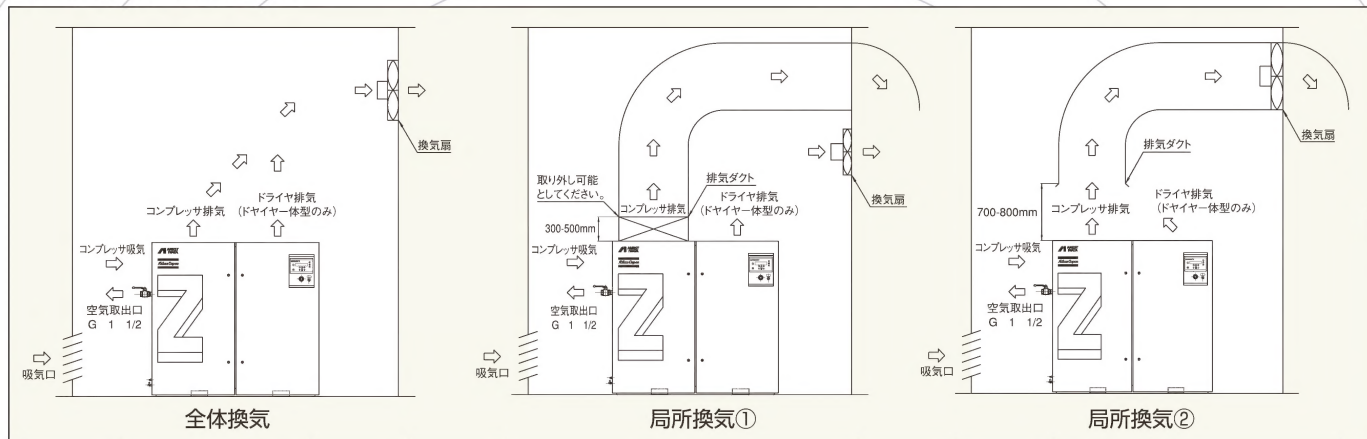 換気扇
ドライヤ排気
(ドヤイヤー体型のみ)
コンプレッサ排気
コンプレッサ吸気
空気取出口
G 1 1/2
吸気口
全体換気
取り外し可能
としてください。
排気ダクト
コンプレッサ排気
ドライヤ排気
(ドヤイヤー体型のみ)
換気扇
300-500mm
コンプレッサ吸気
空気取出口
G 1 1/2
吸気口
局所換気①
換気扇
排気ダクト
700-800mm
コンプレッサ排気
ドライヤ排気
(ドヤイヤー体型のみ)
コンプレッサ吸気
空気取出口
G 1 1/2
吸気口
局所換気②